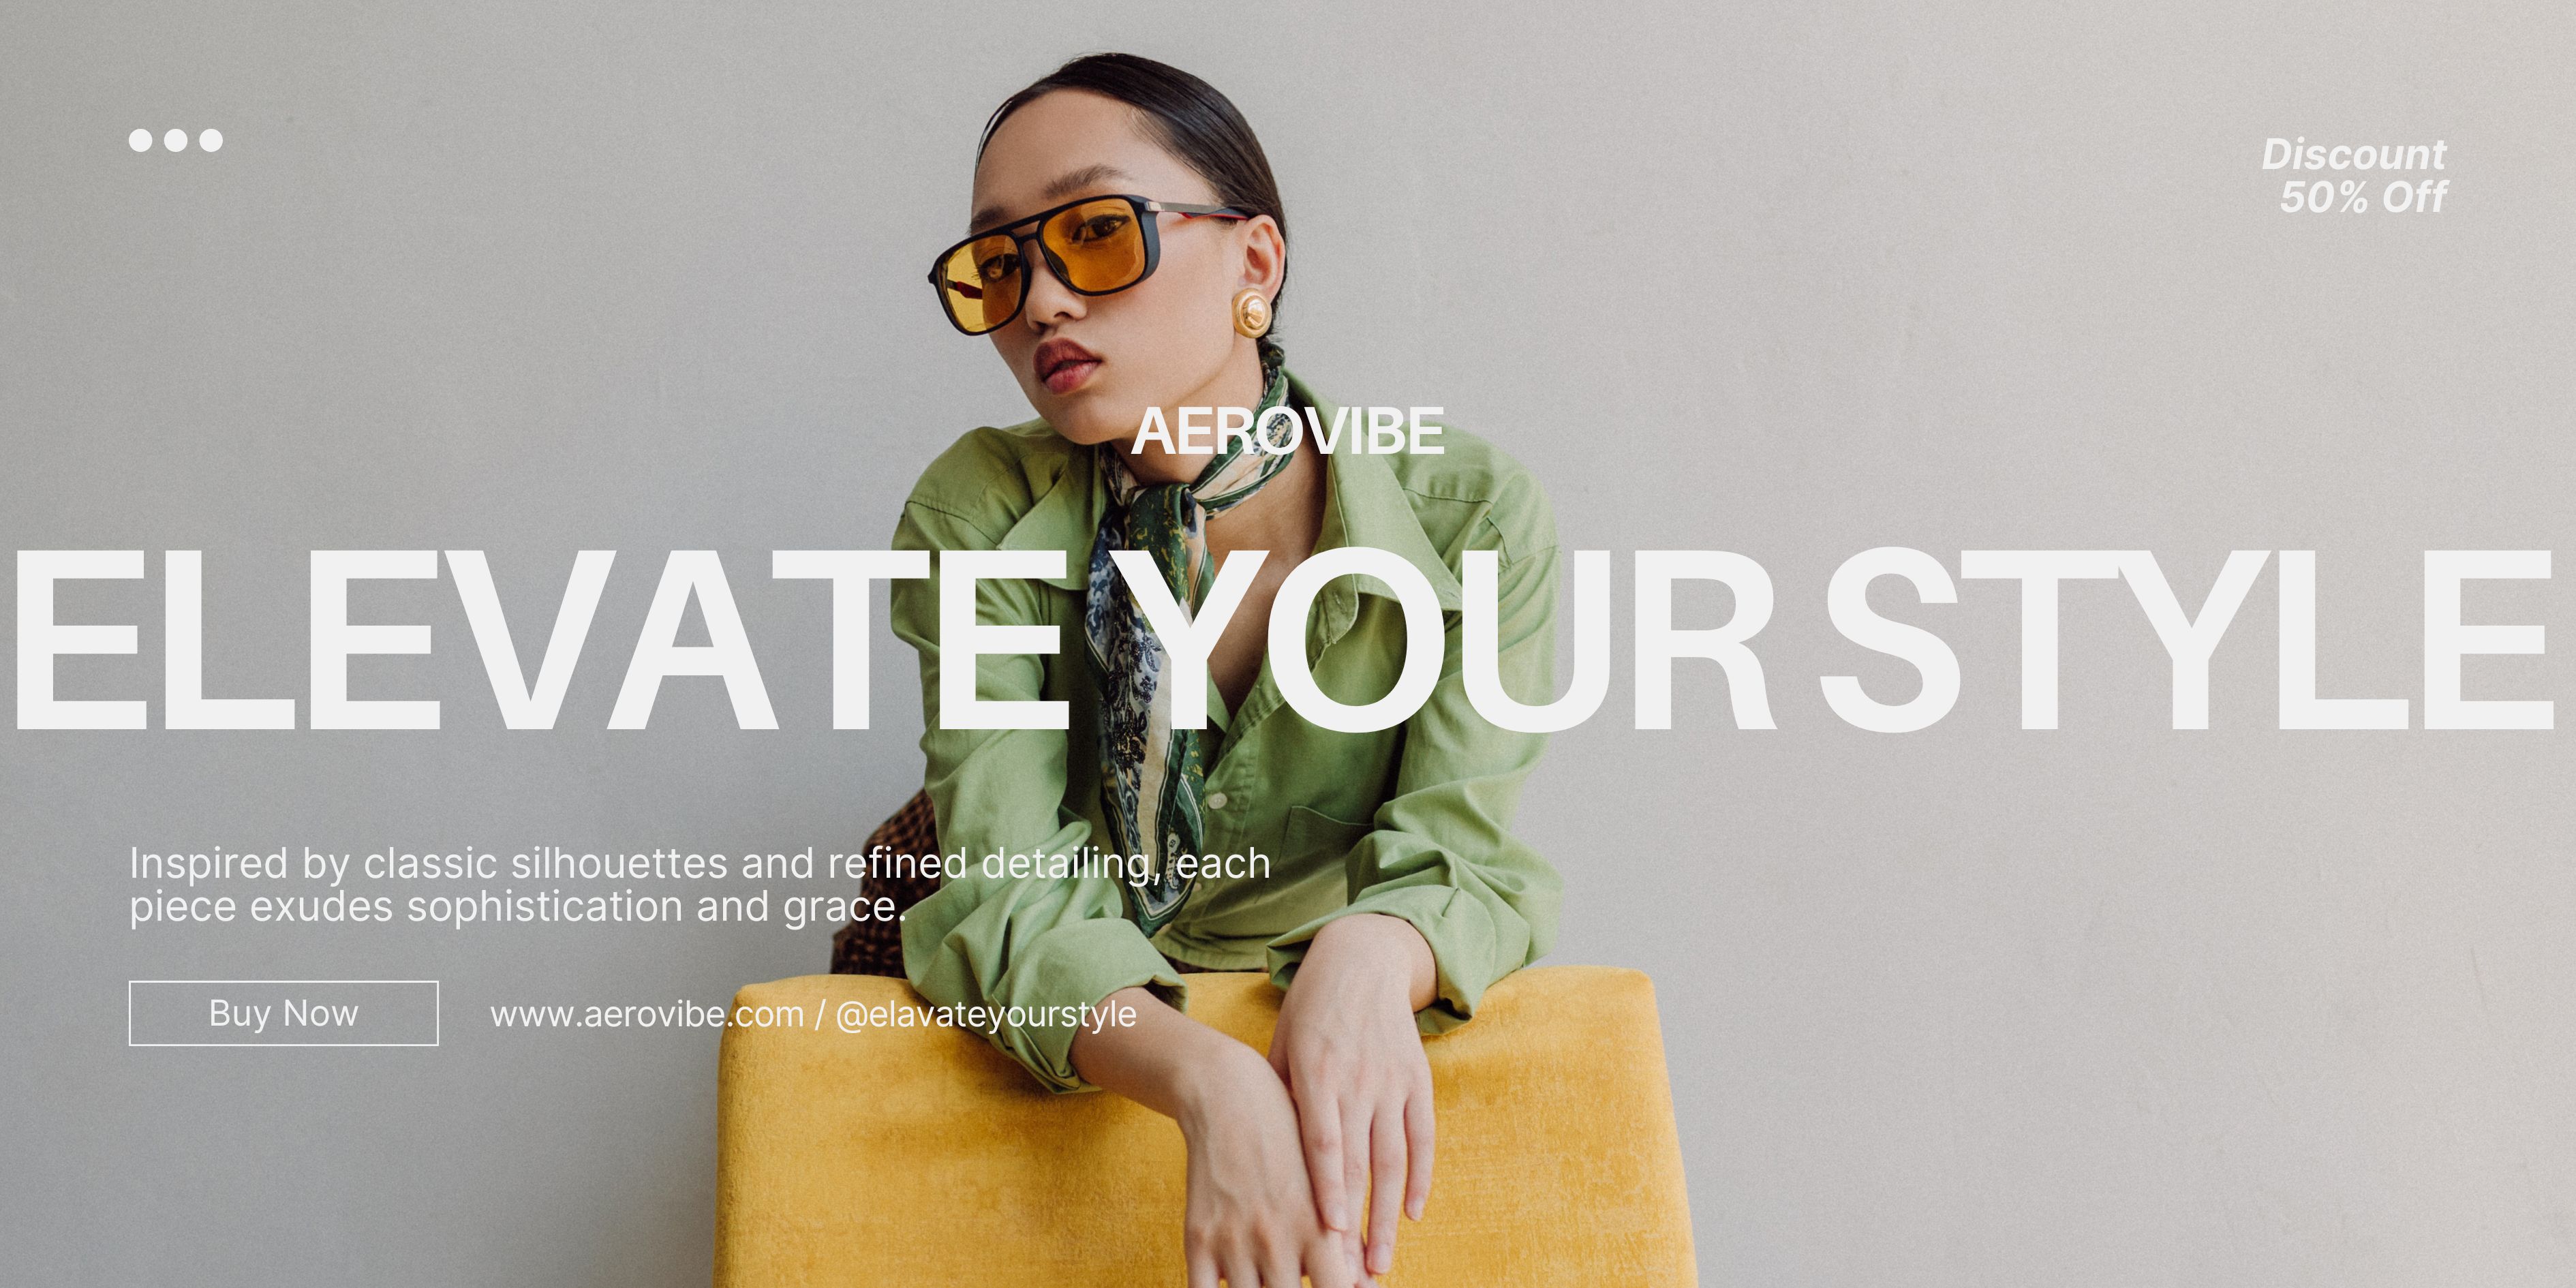 Discount
50% Off
AEROVIBE
ELEVATE YOUR STYLE
Inspired by classic silhouettes and refined detailing, each
piece exudes sophistication and grace.
Buy Now
www.aerovibe.com / @elavateyourstyle